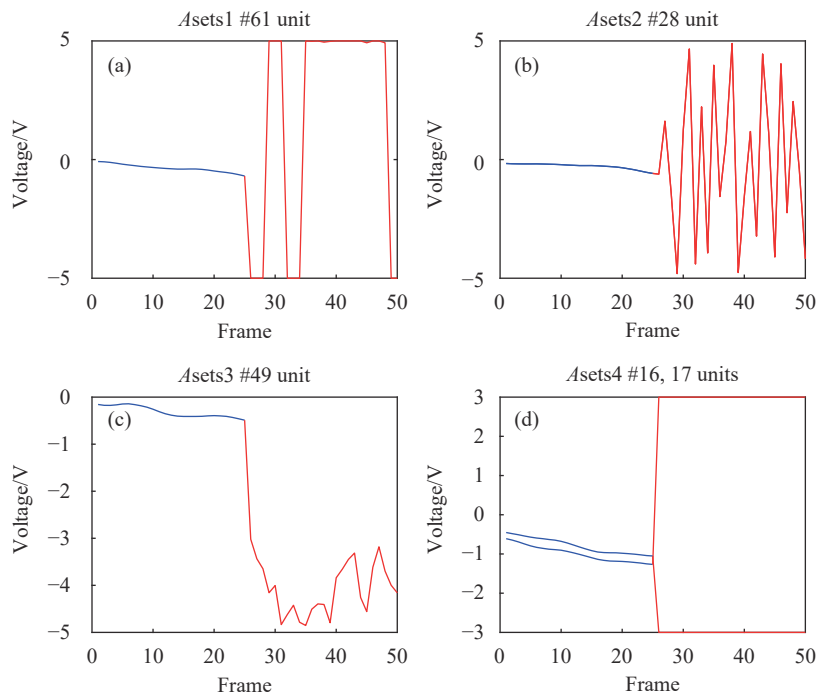 Asets1 #61 unit
5
(a)
0
−5
Voltage/V
0 10 20 30 40 50
Frame
Asets2 #28 unit
5
(b)
0
−5
Voltage/V
0 10 20 30 40 50
Frame
Asets3 #49 unit
0
(c)
−1
−2
−3
−4
−5
Voltage/V
0 10 20 30 40 50
Frame
Asets4 #16, 17 units
3
(d)
2
1
0
−1
−2
−3
Voltage/V
0 10 20 30 40 50
Frame